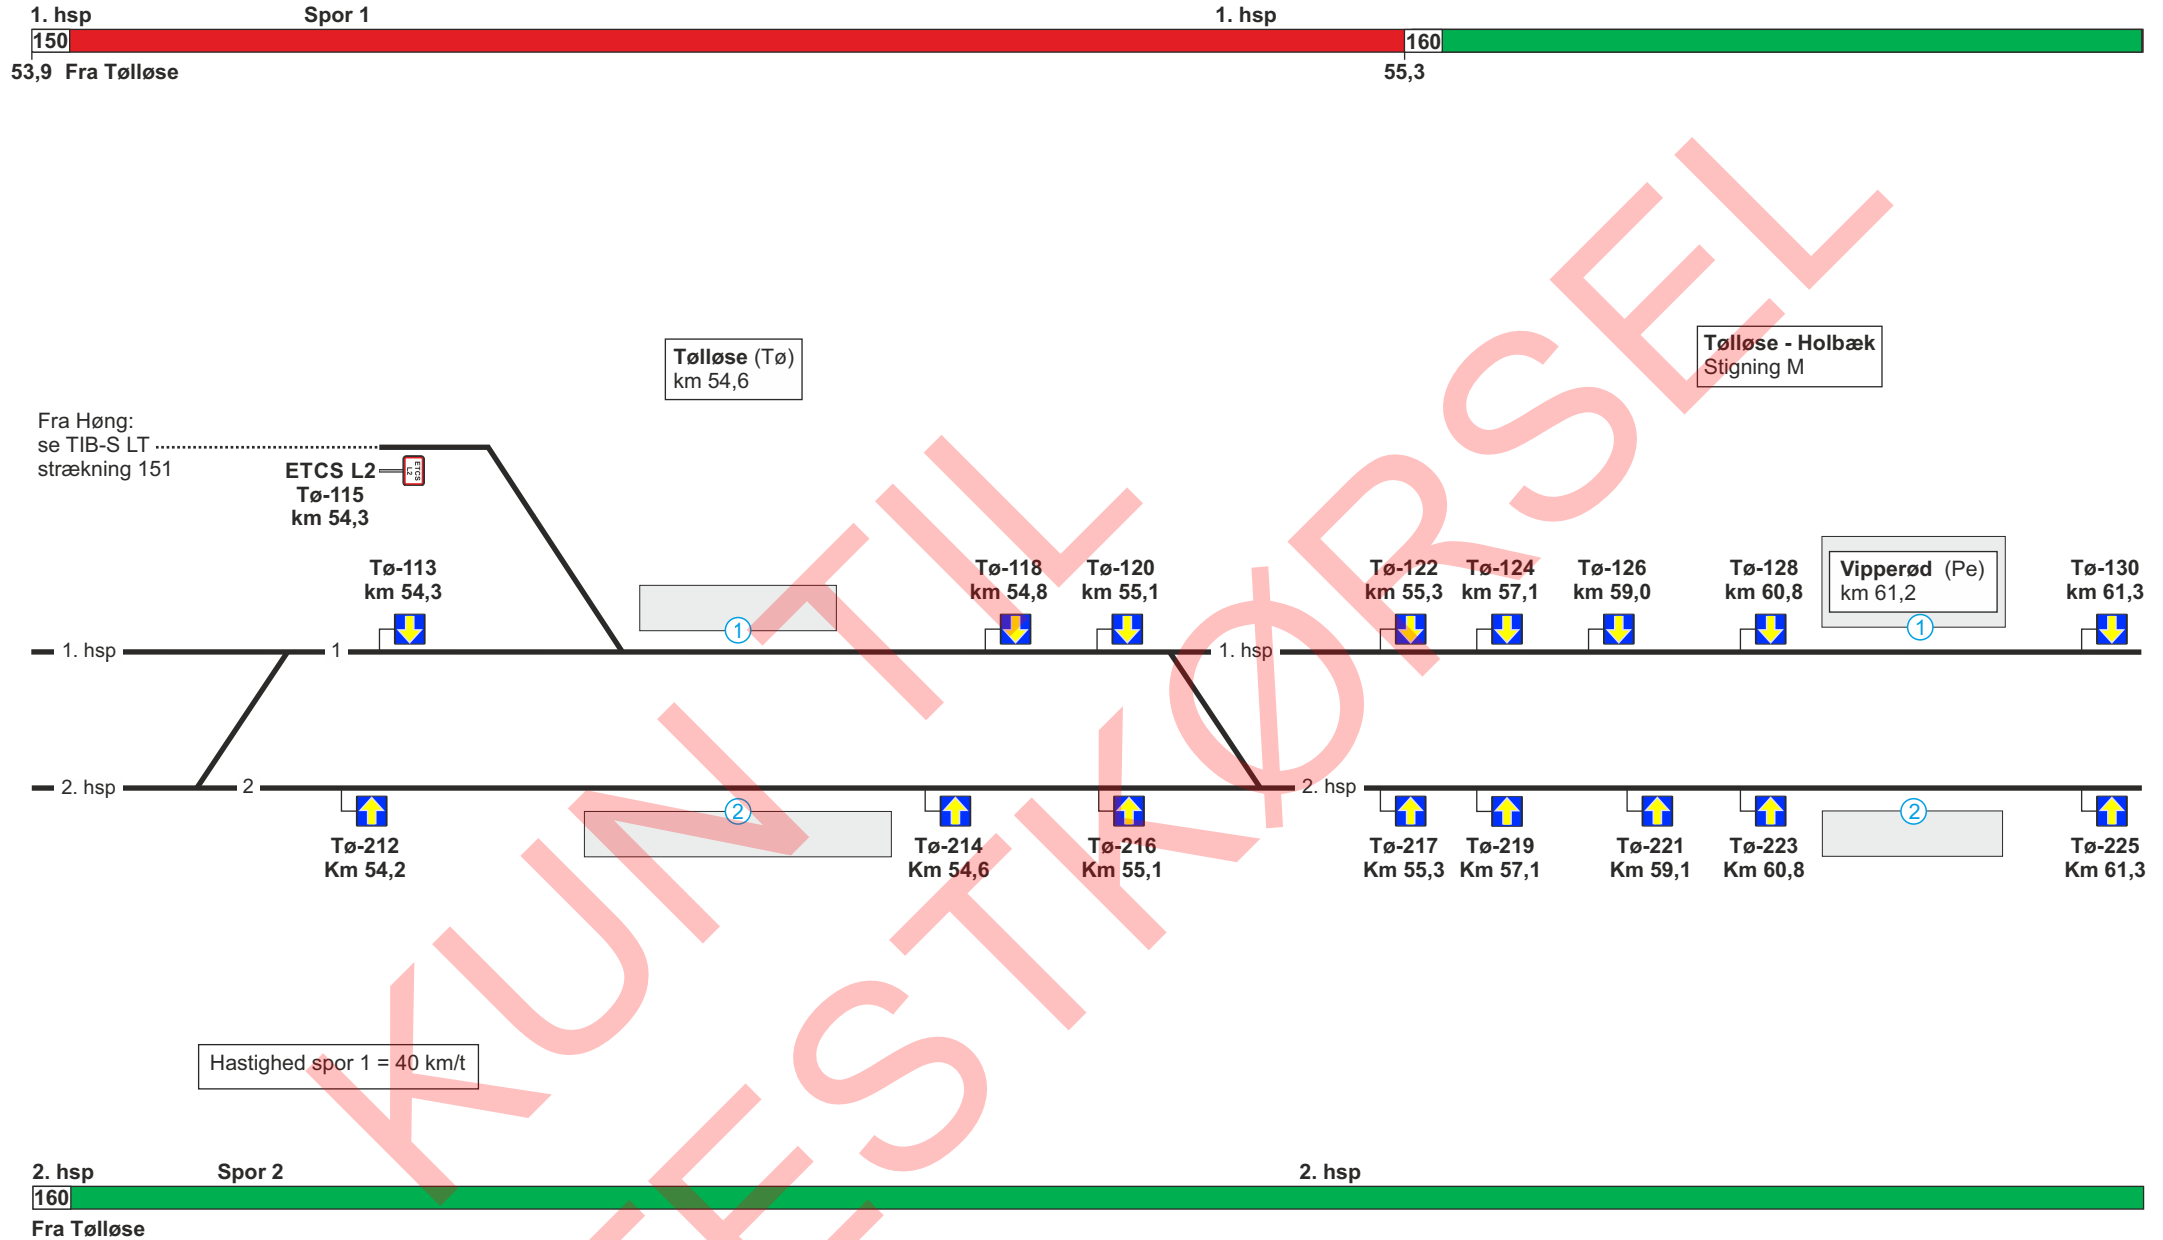 1. hsp Spor 1 1. hsp
150 160
53,9 Fra Tølløse 55,3
Tølløse (Tø)
km 54,6
Tølløse - Holbæk
Stigning M
Fra Høng:
se TIB-S LT
strækning 151
ETCS L2
Tø-115
km 54,3
ETCS
L2
Tø-113
km 54,3
Tø-118
km 54,8
Tø-120
km 55,1
Tø-122
km 55,3
Tø-124
km 57,1
Tø-126
km 59,0
Tø-128
km 60,8
Vipperød (Pe)
km 61,2
Tø-130
km 61,3
1 1
1. hsp 1 1. hsp
2. hsp 2 2. hsp
2 2
Tø-212
Km 54,2
Tø-214
Km 54,6
Tø-216
Km 55,1
Tø-217
Km 55,3
Tø-219
Km 57,1
Tø-221
Km 59,1
Tø-223
Km 60,8
Tø-225
Km 61,3
Hastighed spor 1 = 40 km/t
2. hsp Spor 2 2. hsp
160
Fra Tølløse
KUN TIL
TESTKØRSEL